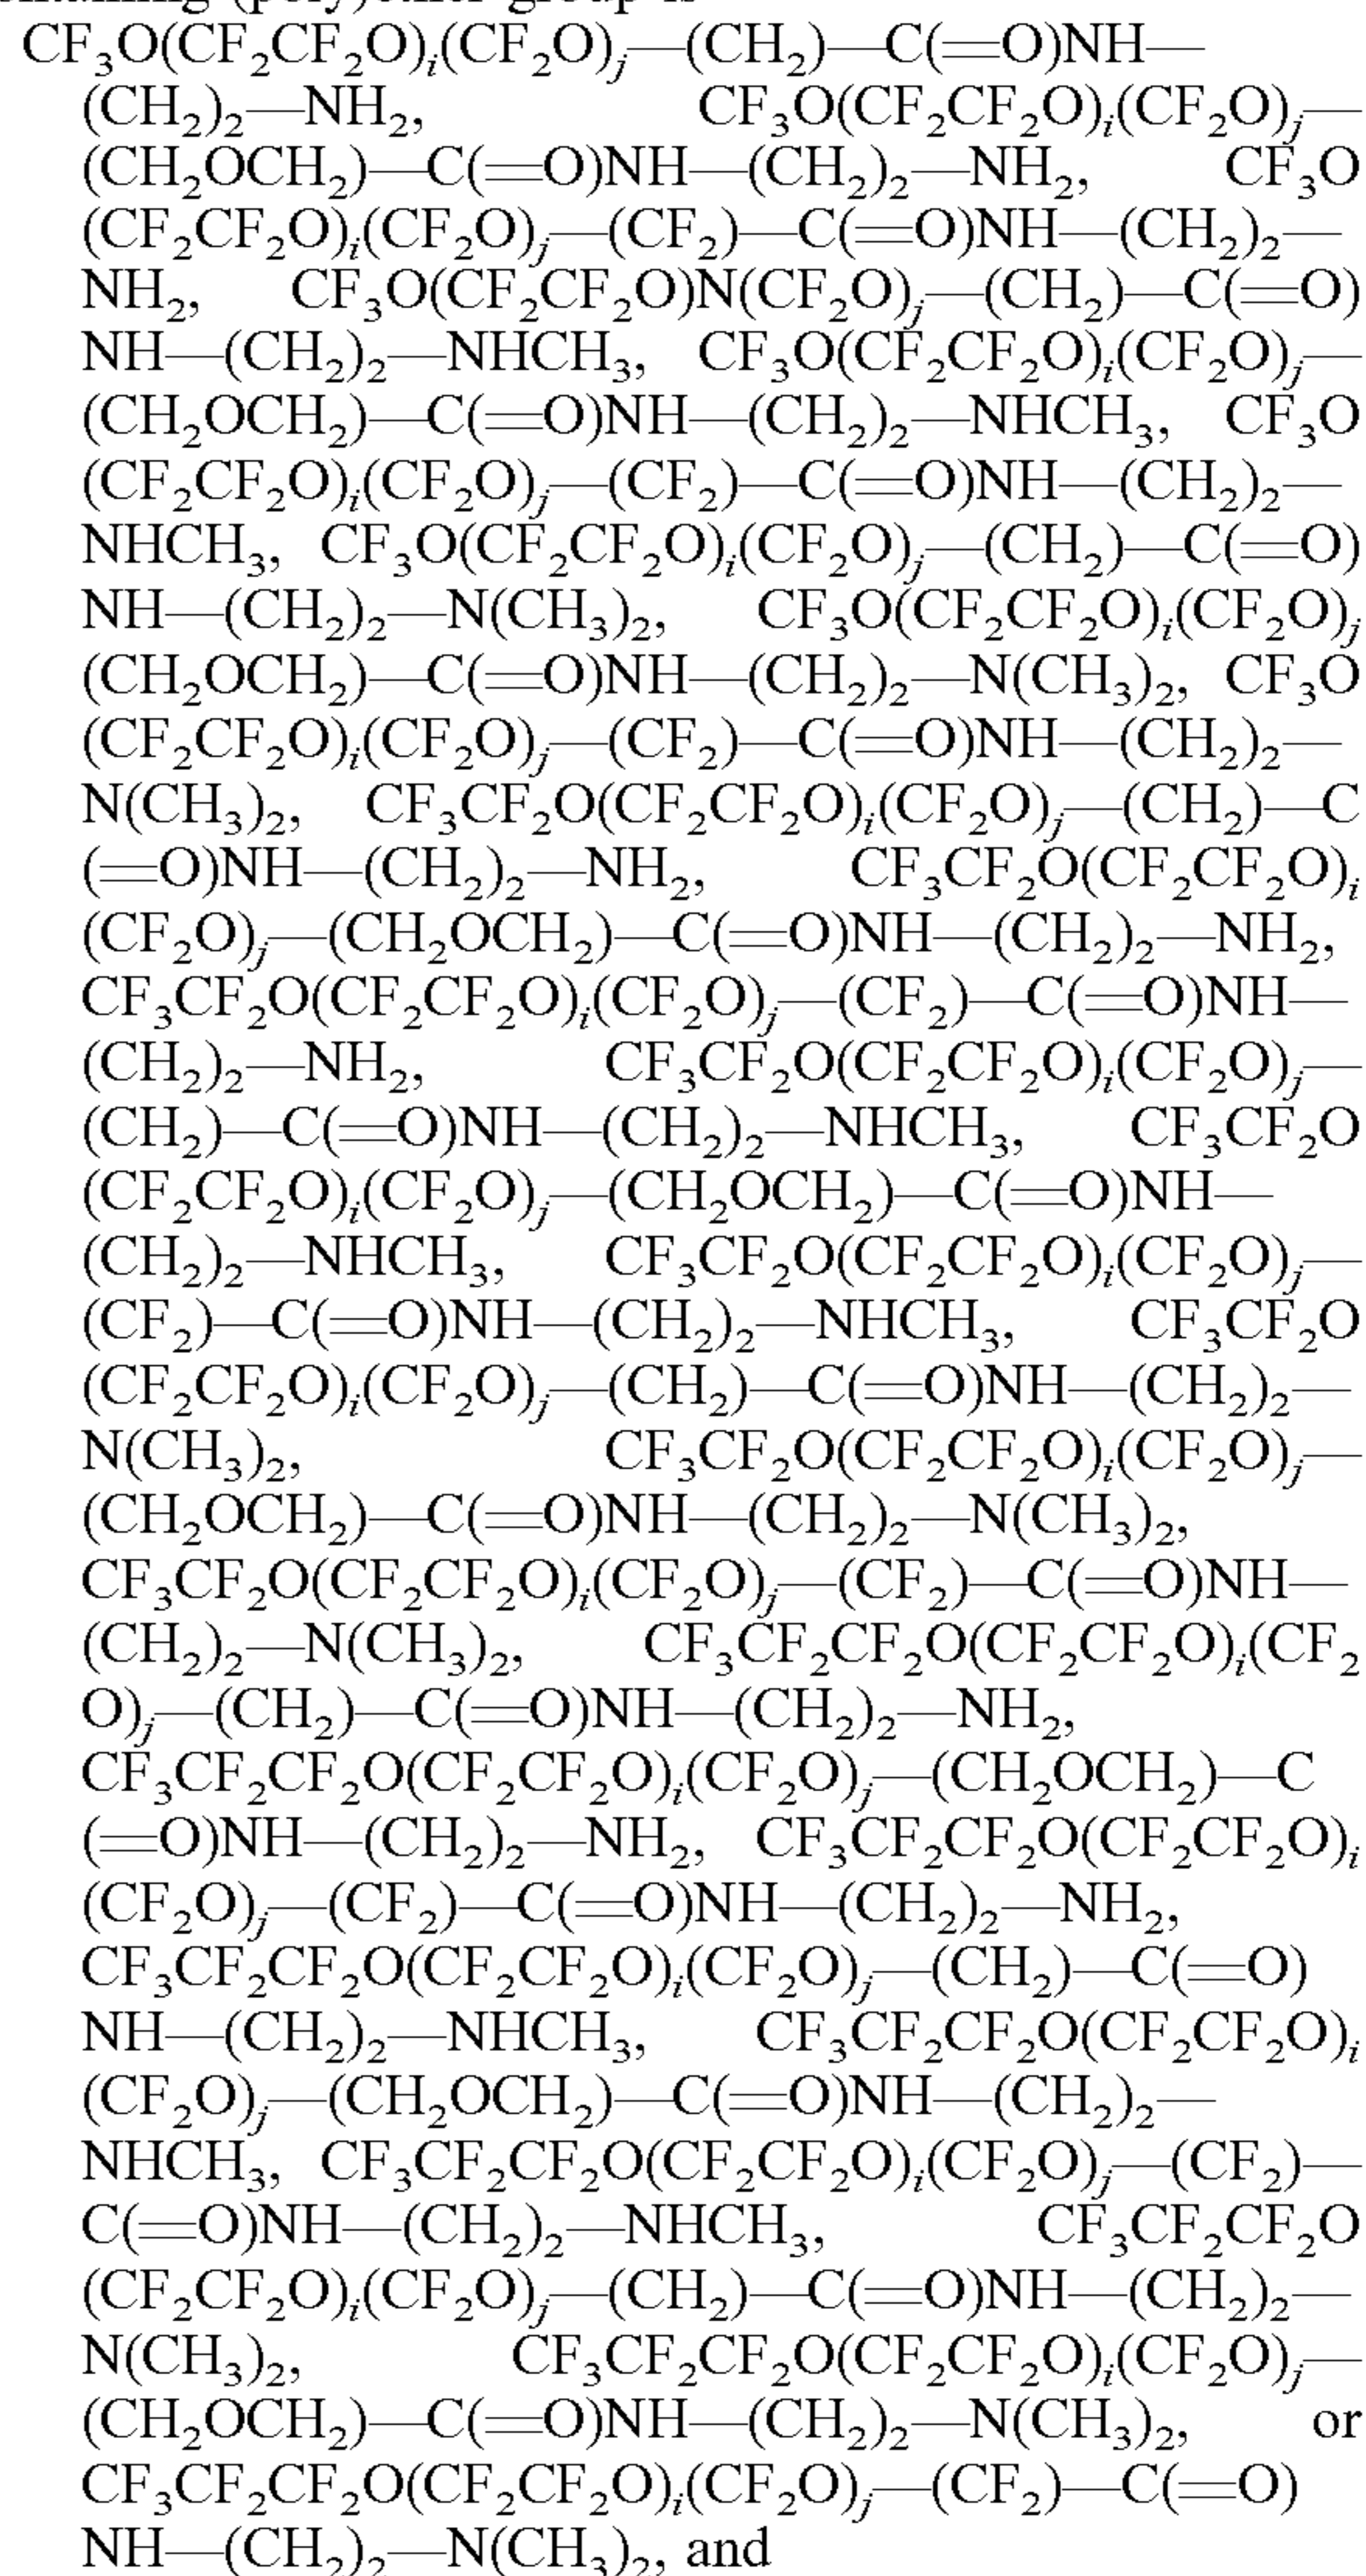 containing (poly)ether group is
CF₃O(CF₂CF₂O)ᵢ(CF₂O)ⱼ—(CH₂)—C(═O)NH—
(CH₂)₂—NH₂, CF₃O(CF₂CF₂O)ᵢ(CF₂O)ⱼ—
(CH₂OCH₂)—C(═O)NH—(CH₂)₂—NH₂, CF₃O
(CF₂CF₂O)ᵢ(CF₂O)ⱼ—(CF₂)—C(═O)NH—(CH₂)₂—
NH₂, CF₃O(CF₂CF₂O)N(CF₂O)ⱼ—(CH₂)—C(═O)
NH—(CH₂)₂—NHCH₃, CF₃O(CF₂CF₂O)ᵢ(CF₂O)ⱼ—
(CH₂OCH₂)—C(═O)NH—(CH₂)₂—NHCH₃, CF₃O
(CF₂CF₂O)ᵢ(CF₂O)ⱼ—(CF₂)—C(═O)NH—(CH₂)₂—
NHCH₃, CF₃O(CF₂CF₂O)ᵢ(CF₂O)ⱼ—(CH₂)—C(═O)
NH—(CH₂)₂—N(CH₃)₂, CF₃O(CF₂CF₂O)ᵢ(CF₂O)ⱼ
(CH₂OCH₂)—C(═O)NH—(CH₂)₂—N(CH₃)₂, CF₃O
(CF₂CF₂O)ᵢ(CF₂O)ⱼ—(CF₂)—C(═O)NH—(CH₂)₂—
N(CH₃)₂, CF₃CF₂O(CF₂CF₂O)ᵢ(CF₂O)ⱼ—(CH₂)—C
(═O)NH—(CH₂)₂—NH₂, CF₃CF₂O(CF₂CF₂O)ᵢ
(CF₂O)ⱼ—(CH₂OCH₂)—C(═O)NH—(CH₂)₂—NH₂,
CF₃CF₂O(CF₂CF₂O)ᵢ(CF₂O)ⱼ—(CF₂)—C(═O)NH—
(CH₂)₂—NH₂, CF₃CF₂O(CF₂CF₂O)ᵢ(CF₂O)ⱼ—
(CH₂)—C(═O)NH—(CH₂)₂—NHCH₃, CF₃CF₂O
(CF₂CF₂O)ᵢ(CF₂O)ⱼ—(CH₂OCH₂)—C(═O)NH—
(CH₂)₂—NHCH₃, CF₃CF₂O(CF₂CF₂O)ᵢ(CF₂O)ⱼ—
(CF₂)—C(═O)NH—(CH₂)₂—NHCH₃, CF₃CF₂O
(CF₂CF₂O)ᵢ(CF₂O)ⱼ—(CH₂)—C(═O)NH—(CH₂)₂—
N(CH₃)₂, CF₃CF₂O(CF₂CF₂O)ᵢ(CF₂O)ⱼ—
(CH₂OCH₂)—C(═O)NH—(CH₂)₂—N(CH₃)₂,
CF₃CF₂O(CF₂CF₂O)ᵢ(CF₂O)ⱼ—(CF₂)—C(═O)NH—
(CH₂)₂—N(CH₃)₂, CF₃CF₂CF₂O(CF₂CF₂O)ᵢ(CF₂
O)ⱼ—(CH₂)—C(═O)NH—(CH₂)₂—NH₂,
CF₃CF₂CF₂O(CF₂CF₂O)ᵢ(CF₂O)ⱼ—(CH₂OCH₂)—C
(═O)NH—(CH₂)₂—NH₂, CF₃CF₂CF₂O(CF₂CF₂O)ᵢ
(CF₂O)ⱼ—(CF₂)—C(═O)NH—(CH₂)₂—NH₂,
CF₃CF₂CF₂O(CF₂CF₂O)ᵢ(CF₂O)ⱼ—(CH₂)—C(═O)
NH—(CH₂)₂—NHCH₃, CF₃CF₂CF₂O(CF₂CF₂O)ᵢ
(CF₂O)ⱼ—(CH₂OCH₂)—C(═O)NH—(CH₂)₂—
NHCH₃, CF₃CF₂CF₂O(CF₂CF₂O)ᵢ(CF₂O)ⱼ—(CF₂)—
C(═O)NH—(CH₂)₂—NHCH₃, CF₃CF₂CF₂O
(CF₂CF₂O)ᵢ(CF₂O)ⱼ—(CH₂)—C(═O)NH—(CH₂)₂—
N(CH₃)₂, CF₃CF₂CF₂O(CF₂CF₂O)ᵢ(CF₂O)ⱼ—
(CH₂OCH₂)—C(═O)NH—(CH₂)₂—N(CH₃)₂, or
CF₃CF₂CF₂O(CF₂CF₂O)ᵢ(CF₂O)ⱼ—(CF₂)—C(═O)
NH—(CH₂)₂—N(CH₃)₂, and